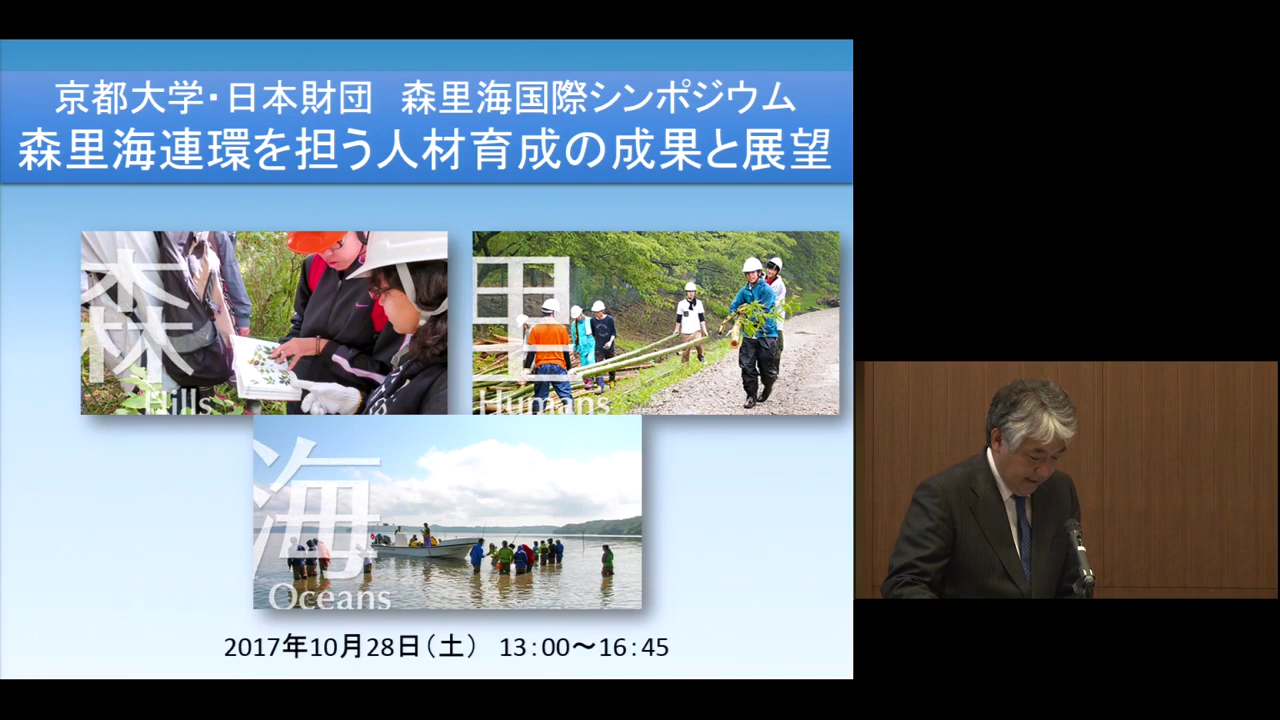 京都大学・日本財団　森里海国際シンポジウム
森里海連環を担う人材育成の成果と展望
森
Hills
里
Humans
海
Oceans
2017年10月28日（土）　13：00～16：45